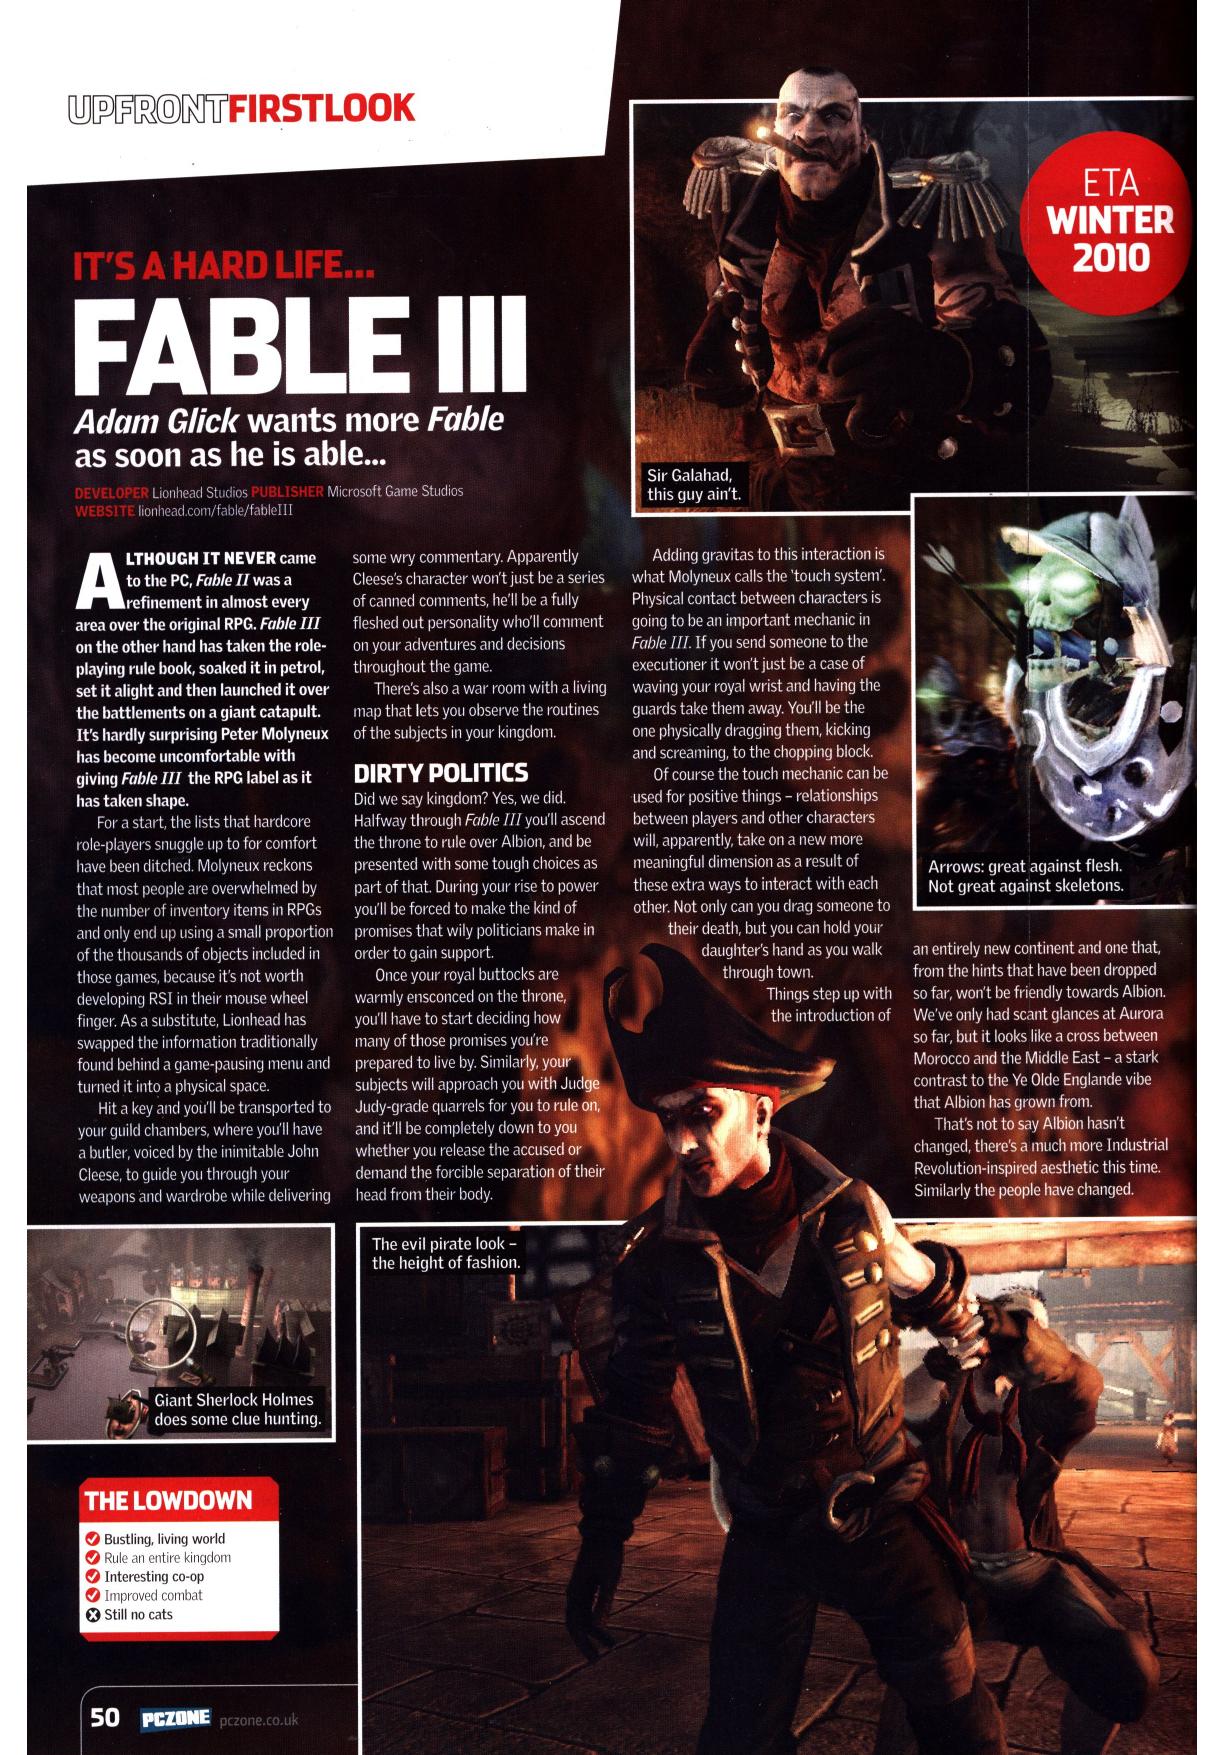 UPFRONTFIRSTLOOK
ETA
WINTER
2010
IT'S A HARD LIFE...
FABLE III
Adam Glick wants more Fable
as soon as he is able...
DEVELOPER Lionhead Studios PUBLISHER Microsoft Game Studios
WEBSITE lionhead.com/fable/fableIII
Sir Galahad,
this guy ain't.
ALTHOUGH IT NEVER came
to the PC, Fable II was a
refinement in almost every
area over the original RPG. Fable III
on the other hand has taken the role-
playing rule book, soaked it in petrol,
set it alight and then launched it over
the battlements on a giant catapult.
It's hardly surprising Peter Molyneux
has become uncomfortable with
giving Fable III the RPG label as it
has taken shape.
For a start, the lists that hardcore
role-players snuggle up to for comfort
have been ditched. Molyneux reckons
that most people are overwhelmed by
the number of inventory items in RPGs
and only end up using a small proportion
of the thousands of objects included in
those games, because it's not worth
developing RSI in their mouse wheel
finger. As a substitute, Lionhead has
swapped the information traditionally
found behind a game-pausing menu and
turned it into a physical space.
Hit a key and you'll be transported to
your guild chambers, where you'll have
a butler, voiced by the inimitable John
Cleese, to guide you through your
weapons and wardrobe while delivering
some wry commentary. Apparently
Cleese's character won't just be a series
of canned comments, he'll be a fully
fleshed out personality who'll comment
on your adventures and decisions
throughout the game.
There's also a war room with a living
map that lets you observe the routines
of the subjects in your kingdom.
DIRTY POLITICS
Did we say kingdom? Yes, we did.
Halfway through Fable III you'll ascend
the throne to rule over Albion, and be
presented with some tough choices as
part of that. During your rise to power
you'll be forced to make the kind of
promises that wily politicians make in
order to gain support.
Once your royal buttocks are
warmly ensconced on the throne,
you'll have to start deciding how
many of those promises you're
prepared to live by. Similarly, your
subjects will approach you with Judge
Judy-grade quarrels for you to rule on,
and it'll be completely down to you
whether you release the accused or
demand the forcible separation of their
head from their body.
Adding gravitas to this interaction is
what Molyneux calls the 'touch system'.
Physical contact between characters is
going to be an important mechanic in
Fable III. If you send someone to the
executioner it won't just be a case of
waving your royal wrist and having the
guards take them away. You'll be the
one physically dragging them, kicking
and screaming, to the chopping block.
Of course the touch mechanic can be
used for positive things – relationships
between players and other characters
will, apparently, take on a new more
meaningful dimension as a result of
these extra ways to interact with each
other. Not only can you drag someone to
their death, but you can hold your
daughter's hand as you walk
through town.
Things step up with
the introduction of
Arrows: great against flesh.
Not great against skeletons.
an entirely new continent and one that,
from the hints that have been dropped
so far, won't be friendly towards Albion.
We've only had scant glances at Aurora
so far, but it looks like a cross between
Morocco and the Middle East – a stark
contrast to the Ye Olde Englande vibe
that Albion has grown from.
That's not to say Albion hasn't
changed, there's a much more Industrial
Revolution-inspired aesthetic this time.
Similarly the people have changed.
The evil pirate look –
the height of fashion.
Giant Sherlock Holmes
does some clue hunting.
THE LOWDOWN
Bustling, living world
Rule an entire kingdom
Interesting co-op
Improved combat
Still no cats
50 PCZONE pczone.co.uk